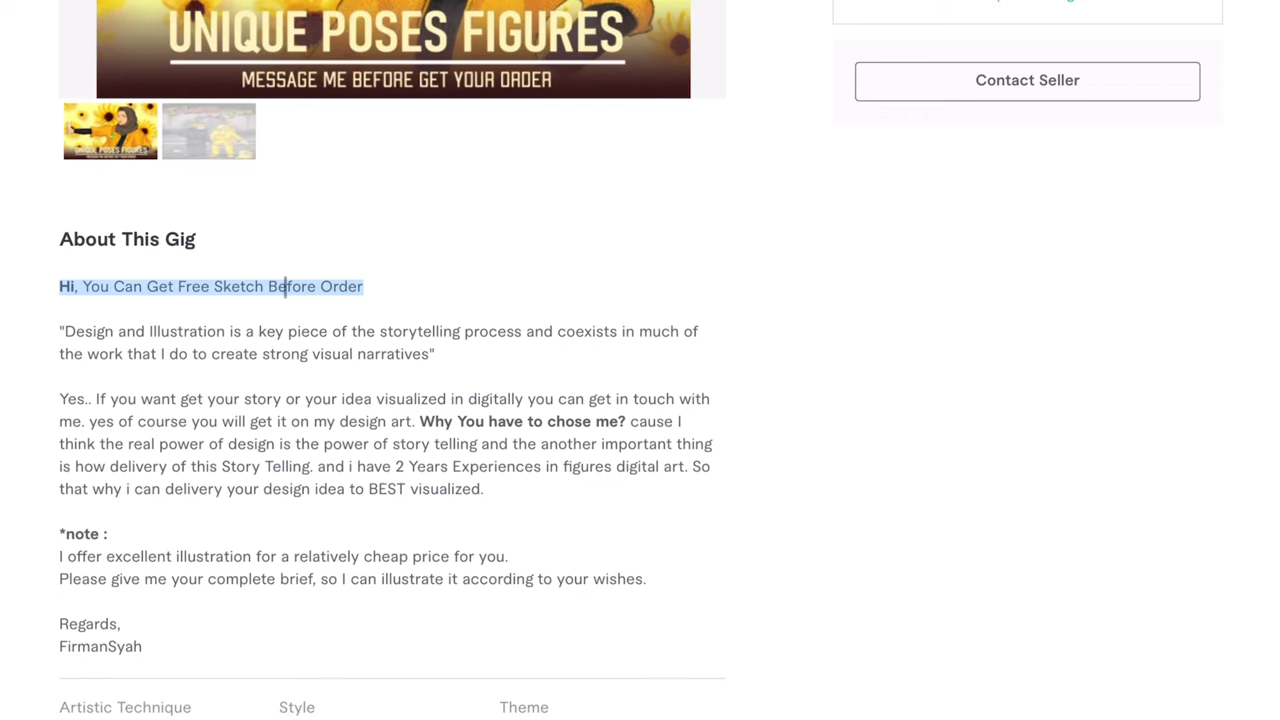 UNIQUE POSES FIGURES
MESSAGE ME BEFORE GET YOUR ORDER
Contact Seller
UNIQUE POSES FIGURES
About This Gig
Hi, You Can Get Free Sketch Before Order
"Design and Illustration is a key piece of the storytelling process and coexists in much of
the work that I do to create strong visual narratives"
Yes.. If you want get your story or your idea visualized in digitally you can get in touch with
me. yes of course you will get it on my design art. Why You have to chose me? cause I
think the real power of design is the power of story telling and the another important thing
is how delivery of this Story Telling. and i have 2 Years Experiences in figures digital art. So
that why i can delivery your design idea to BEST visualized.
*note :
I offer excellent illustration for a relatively cheap price for you.
Please give me your complete brief, so I can illustrate it according to your wishes.
Regards,
FirmanSyah
Artistic Technique
Style
Theme